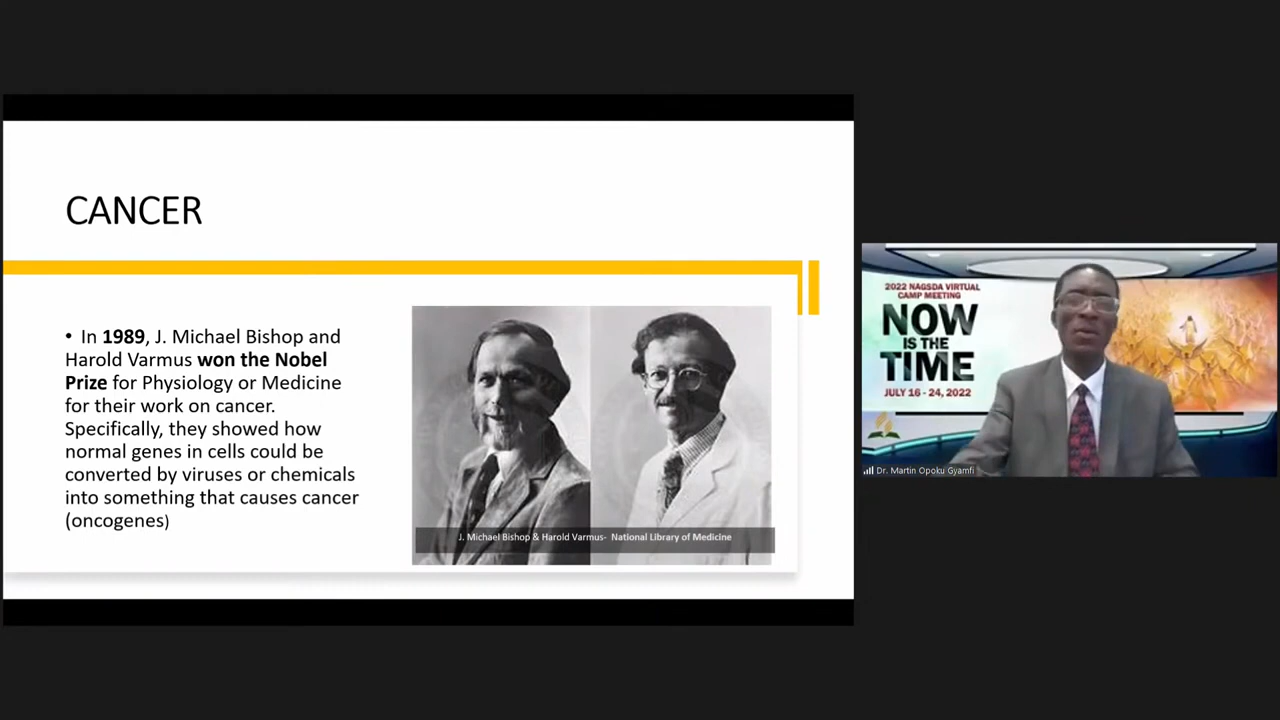 CANCER
• In 1989, J. Michael Bishop and
Harold Varmus won the Nobel
Prize for Physiology or Medicine
for their work on cancer.
Specifically, they showed how
normal genes in cells could be
converted by viruses or chemicals
into something that causes cancer
(oncogenes)
J. Michael Bishop & Harold Varmus- National Library of Medicine
2022 NAGSDA VIRTUAL
CAMP MEETING
NOW
IS THE
TIME
JULY 16 - 24, 2022
Dr. Martin Opoku Gyamfi